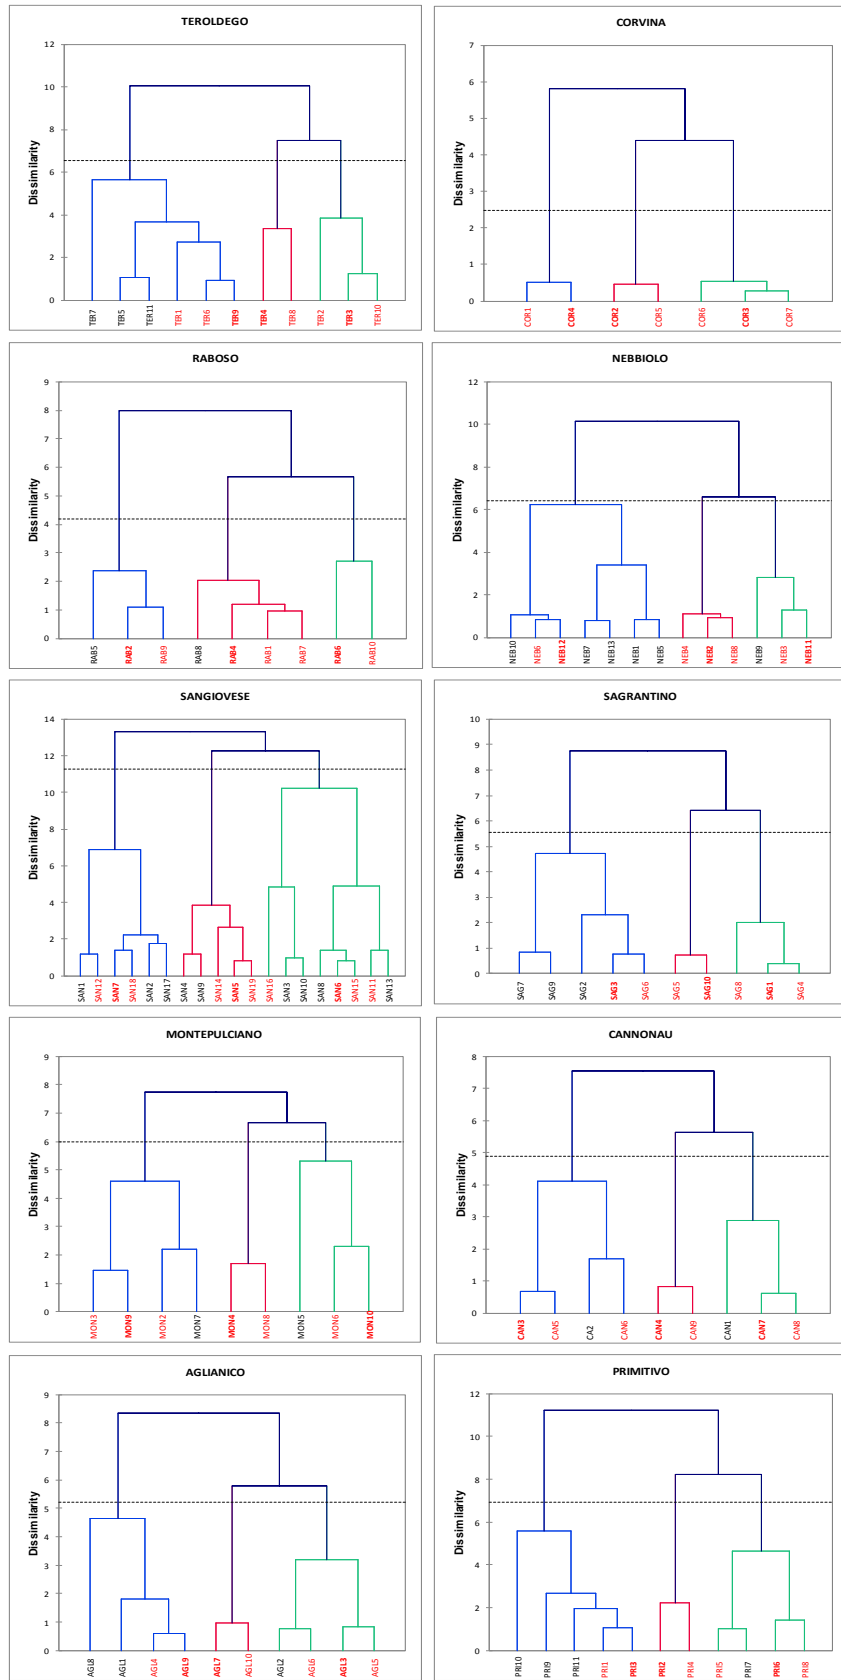 TEROLDEGO
Dissimilarity
12
10
8
6
4
2
0
TER7
TER5
TER11
TER1
TER6
TER9
TER4
TER8
TER2
TER3
TER10
CORVINA
Dissimilarity
7
6
5
4
3
2
1
0
COR1
COR4
COR2
COR5
COR6
COR3
COR7
RABOSO
Dissimilarity
9
8
7
6
5
4
3
2
1
0
RAB5
RAB2
RAB9
RAB8
RAB4
RAB1
RAB7
RAB6
RAB10
NEBBIOLO
Dissimilarity
12
10
8
6
4
2
0
NEB10
NEB6
NEB12
NEB7
NEB13
NEB1
NEB5
NEB4
NEB2
NEB8
NEB9
NEB3
NEB11
SANGIOVESE
Dissimilarity
14
12
10
8
6
4
2
0
SAN1
SAN12
SAN7
SAN18
SAN2
SAN17
SAN4
SAN9
SAN14
SAN5
SAN19
SAN16
SAN3
SAN10
SAN8
SAN6
SAN15
SAN11
SAN13
SAGRANTINO
Dissimilarity
10
9
8
7
6
5
4
3
2
1
0
SAG7
SAG9
SAG2
SAG3
SAG6
SAG5
SAG10
SAG8
SAG1
SAG4
MONTEPULCIANO
Dissimilarity
9
8
7
6
5
4
3
2
1
0
MON3
MON9
MON2
MON7
MON4
MON8
MON5
MON6
MON10
CANNONAU
Dissimilarity
8
7
6
5
4
3
2
1
0
CAN3
CAN5
CA2
CAN6
CAN4
CAN9
CAN1
CAN7
CAN8
AGLIANICO
Dissimilarity
9
8
7
6
5
4
3
2
1
0
AGL8
AGL1
AGL4
AGL9
AGL7
AGL10
AGL2
AGL6
AGL3
AGL5
PRIMITIVO
Dissimilarity
12
10
8
6
4
2
0
PRI10
PRI9
PRI11
PRI1
PRI3
PRI2
PRI4
PRI5
PRI7
PRI6
PRI8